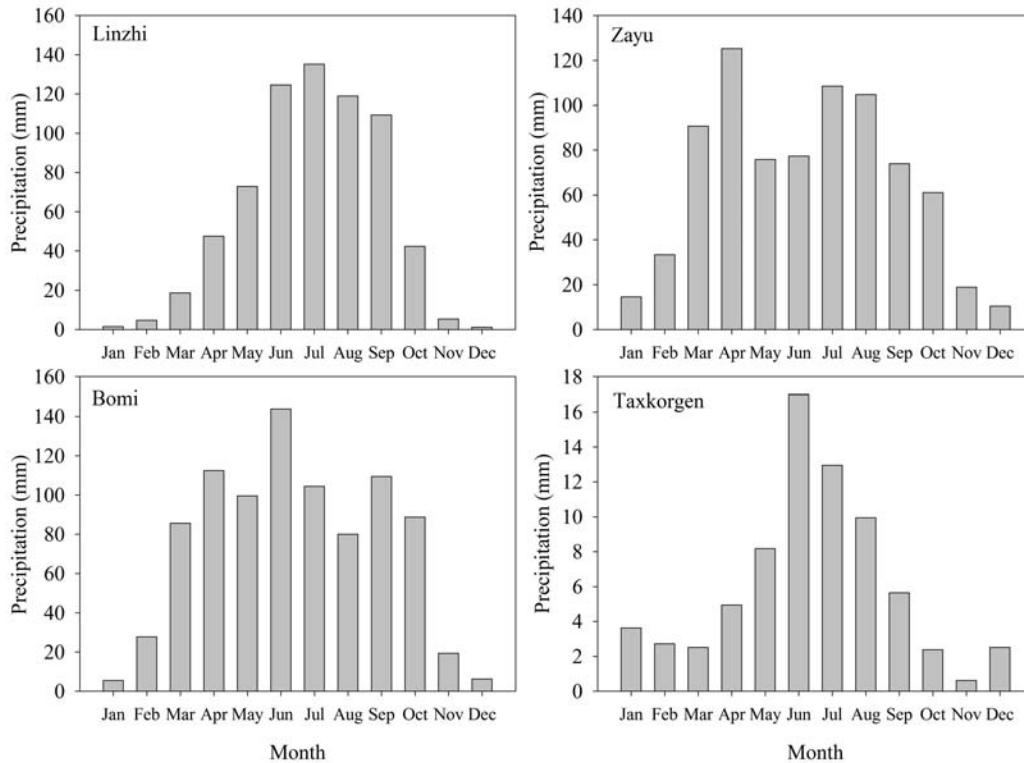 Linzhi
Precipitation (mm)
160
140
120
100
80
60
40
20
0
Jan Feb Mar Apr May Jun Jul Aug Sep Oct Nov Dec
Zayu
Precipitation (mm)
140
120
100
80
60
40
20
0
Jan Feb Mar Apr May Jun Jul Aug Sep Oct Nov Dec
Bomi
Precipitation (mm)
160
140
120
100
80
60
40
20
0
Jan Feb Mar Apr May Jun Jul Aug Sep Oct Nov Dec
Month
Taxkorgen
Precipitation (mm)
18
16
14
12
10
8
6
4
2
0
Jan Feb Mar Apr May Jun Jul Aug Sep Oct Nov Dec
Month